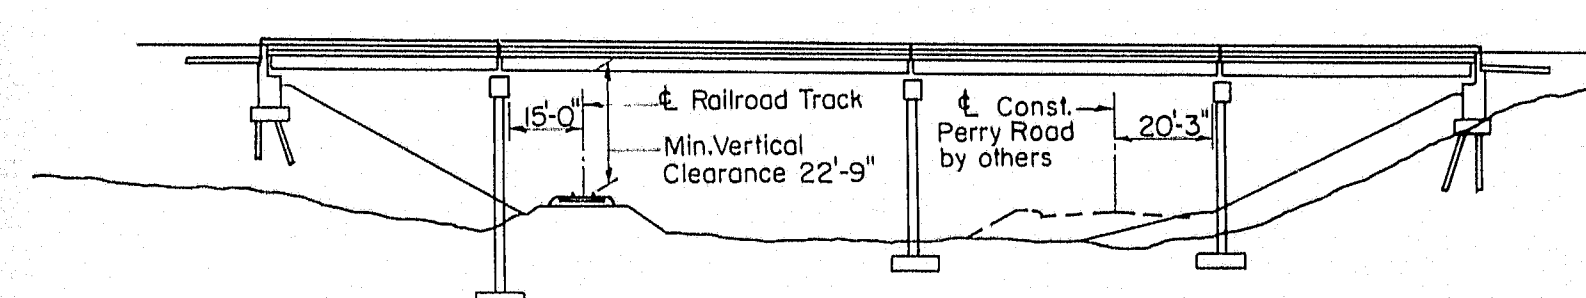 15'-0"
℄ Railroad Track
Min. Vertical
Clearance 22'-9"
℄ Const.
Perry Road
by others
20'-3"